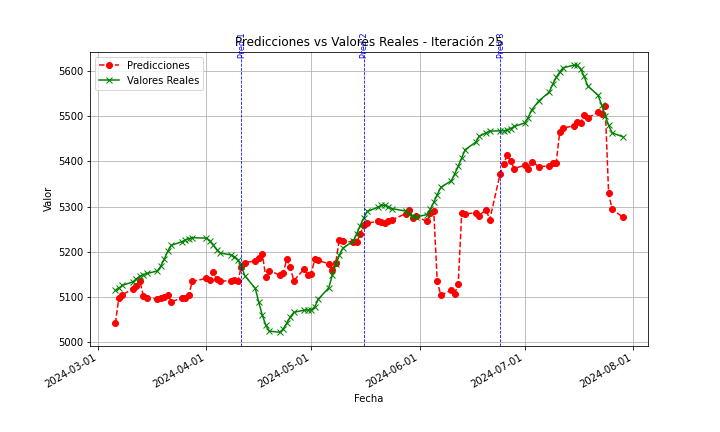 Predicciones vs Valores Reales - Iteración 25
Pred 1
Pred 2
Pred 3
Predicciones
Valores Reales
Valor
5600
5500
5400
5300
5200
5100
5000
2024-03-01
2024-04-01
2024-05-01
2024-06-01
2024-07-01
2024-08-01
Fecha